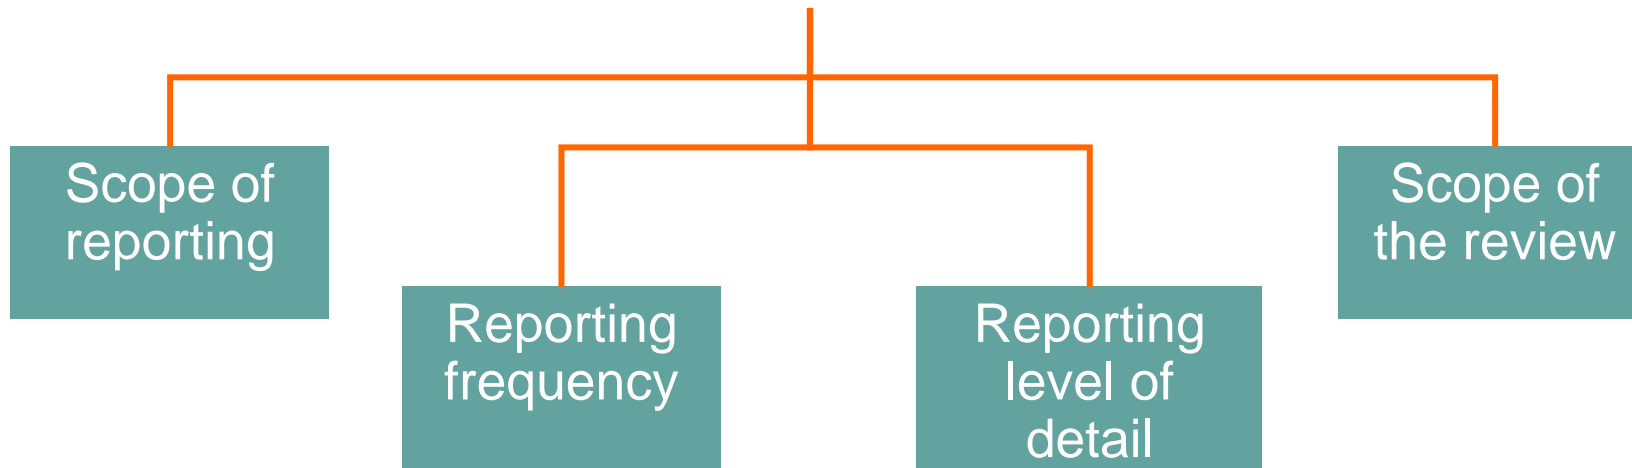 Scope of
reporting
Reporting
frequency
Reporting
level of
detail
Scope of
the review